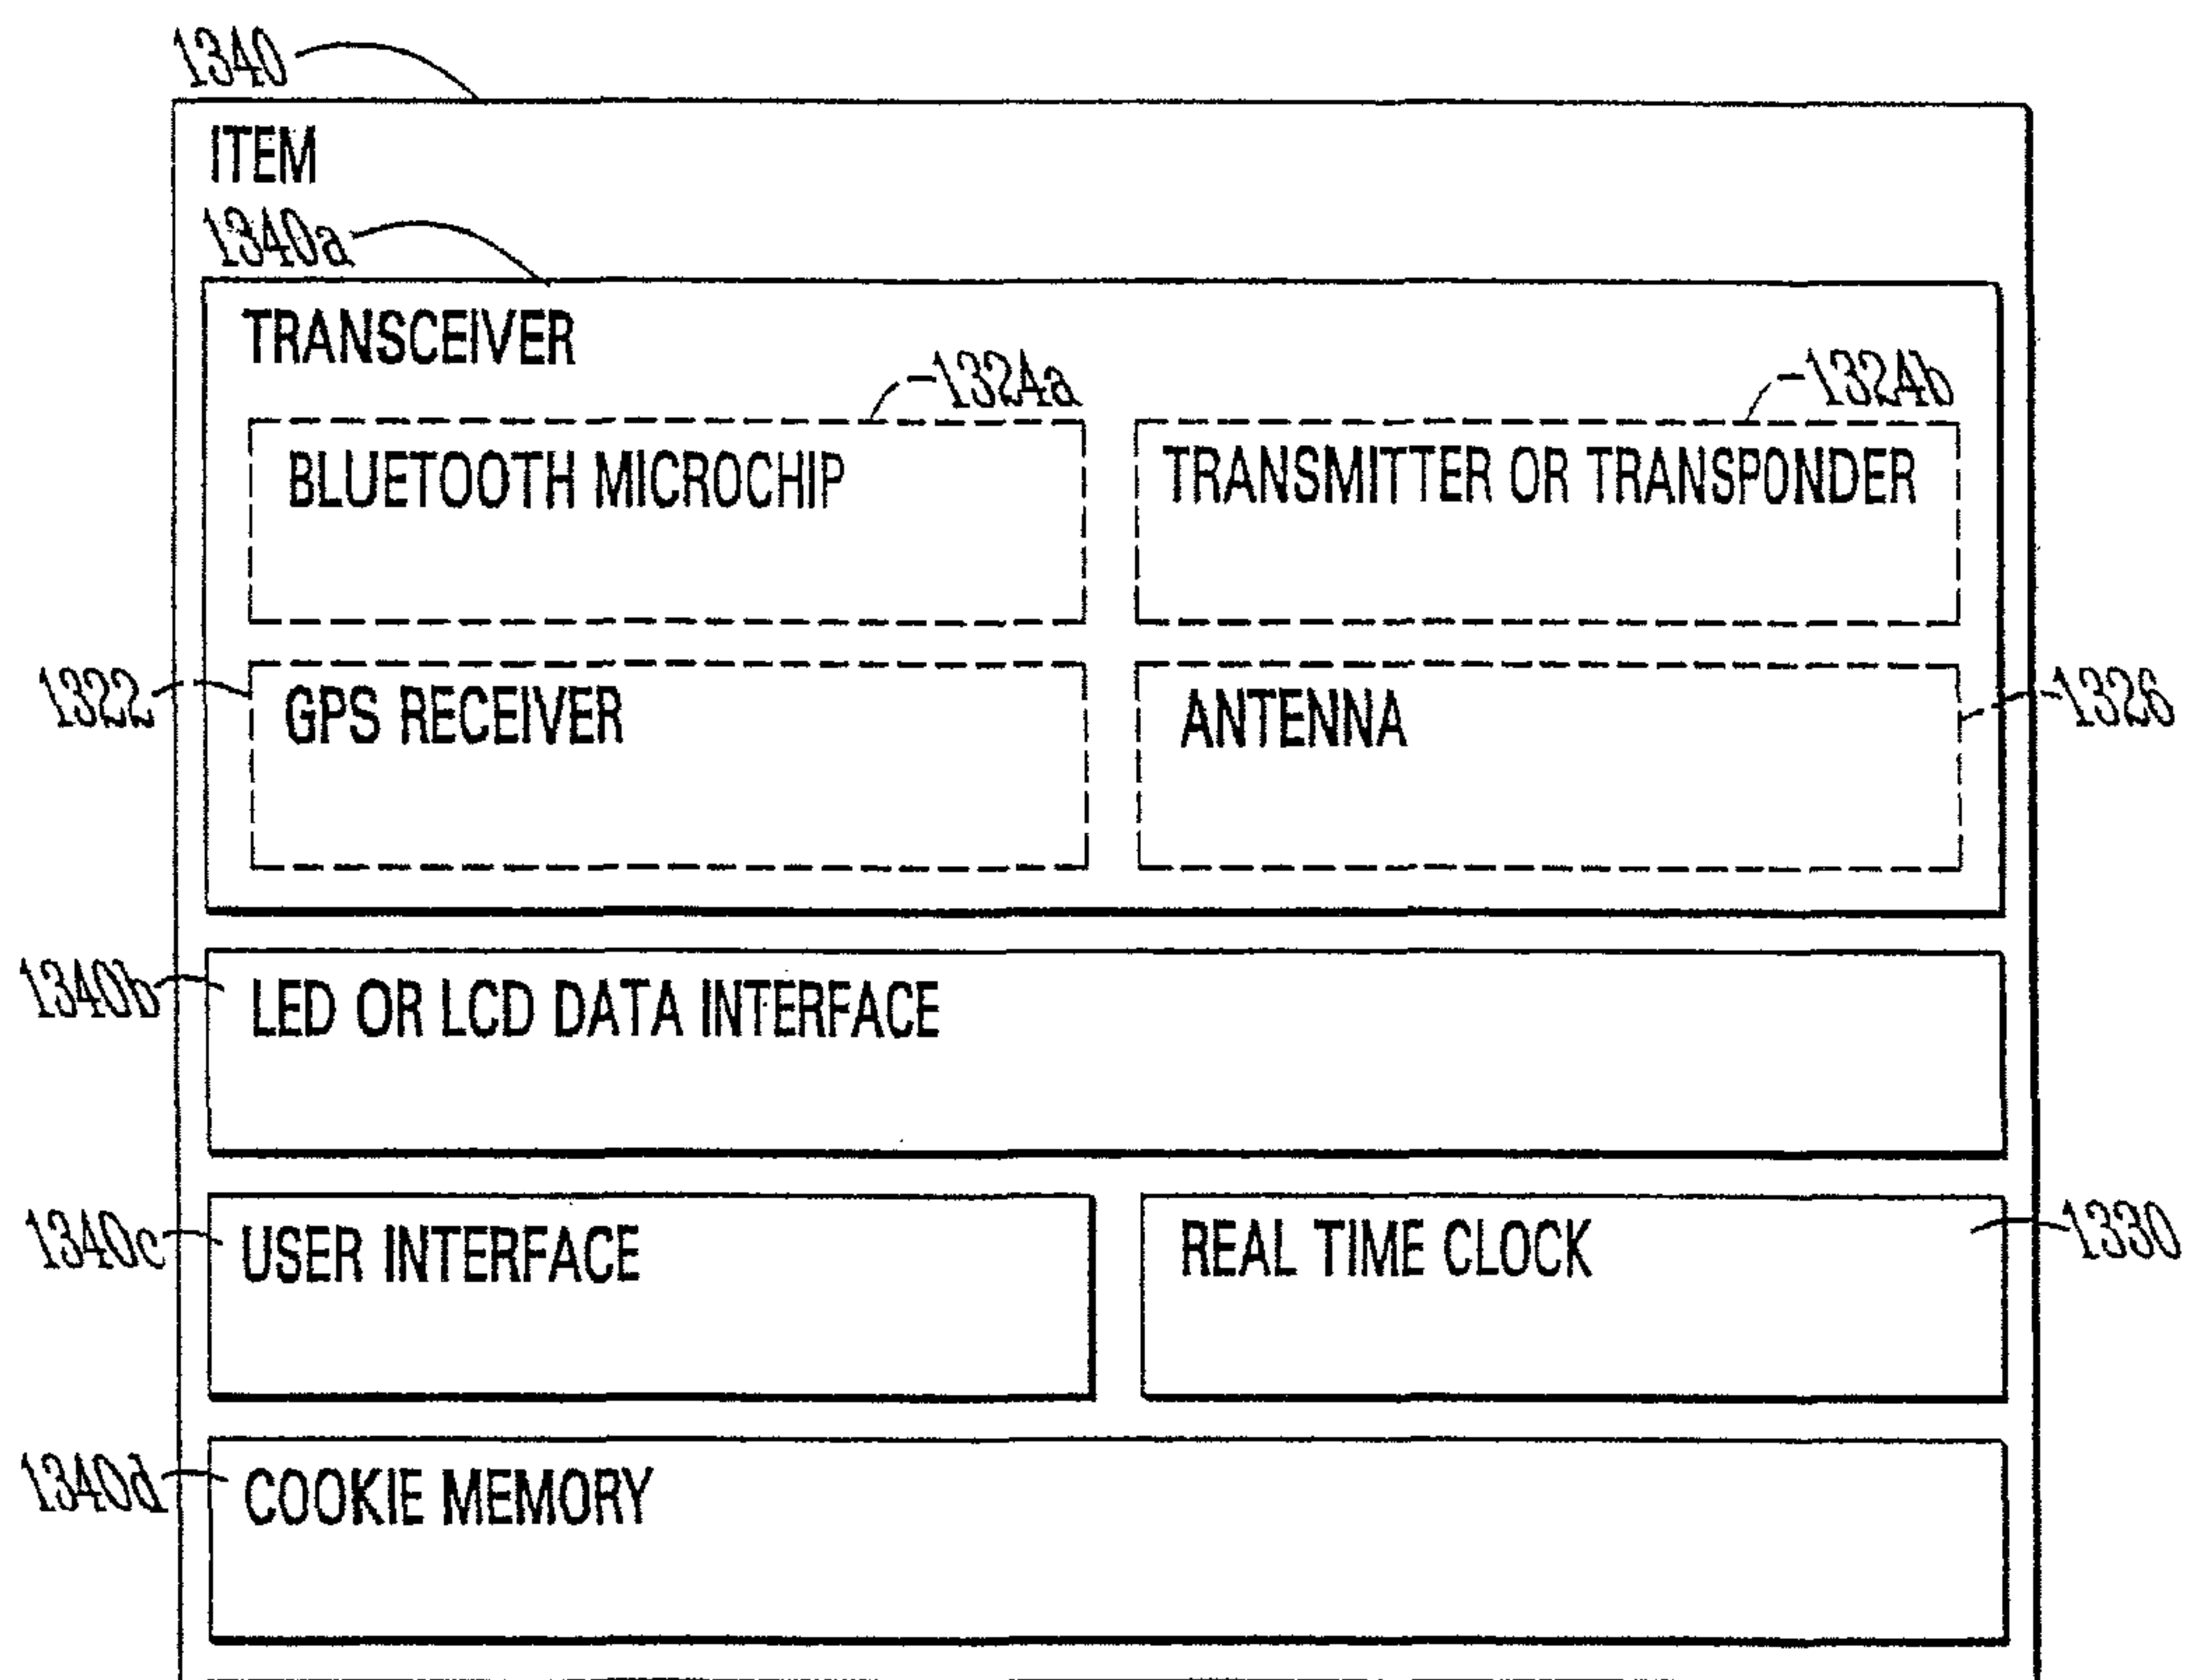 1340
ITEM
1340a
TRANSCEIVER
1324a
1324b
BLUETOOTH MICROCHIP
TRANSMITTER OR TRANSPONDER
1322
GPS RECEIVER
ANTENNA
1326
1340b
LED OR LCD DATA INTERFACE
1340c
USER INTERFACE
REAL TIME CLOCK
1330
1340d
COOKIE MEMORY